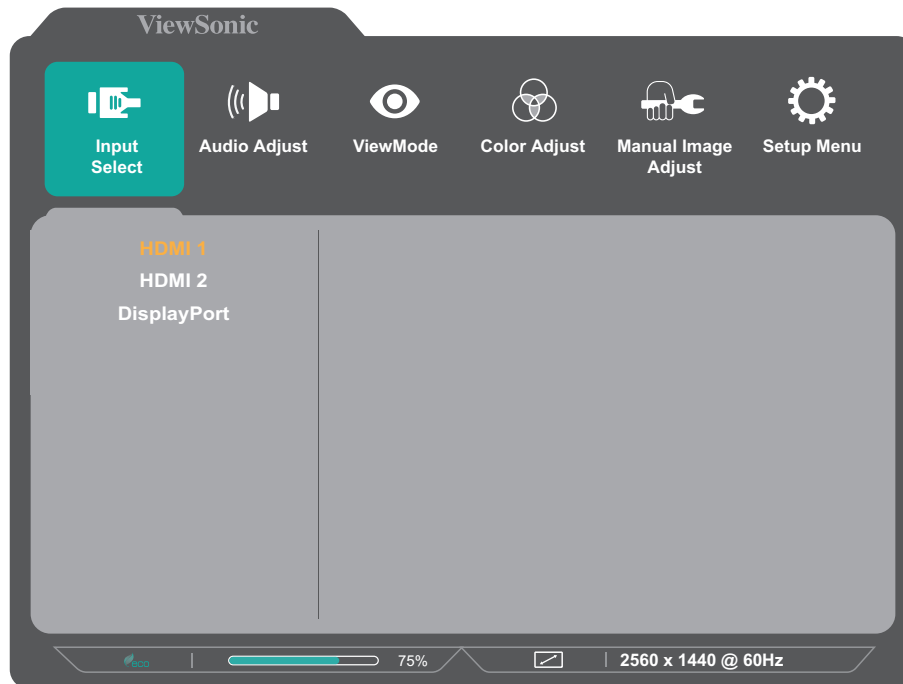 ViewSonic
Input
Select
Audio Adjust
ViewMode
Color Adjust
Manual Image
Adjust
Setup Menu
HDMI 1
HDMI 2
DisplayPort
eco
75%
2560 x 1440 @ 60Hz